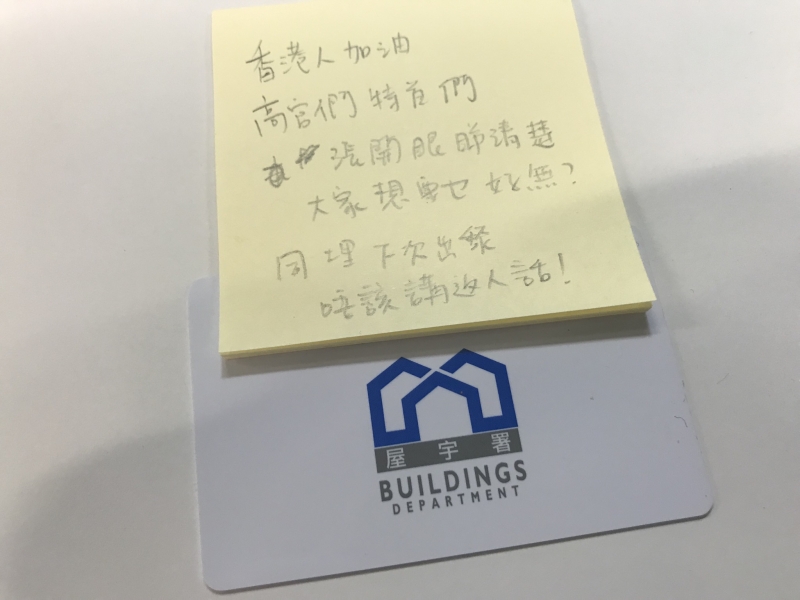 香港人加油
高官們特首們
張開眼睇清楚
大家想要乜好無?
同埋下次出嚟
唔該講返人話!
屋宇署
BUILDINGS
DEPARTMENT